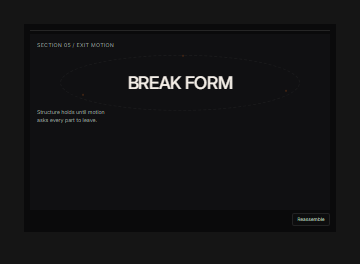 SECTION 05 / EXIT MOTION
BREAK FORM
Structure holds until motion
asks every part to leave.
Reassemble